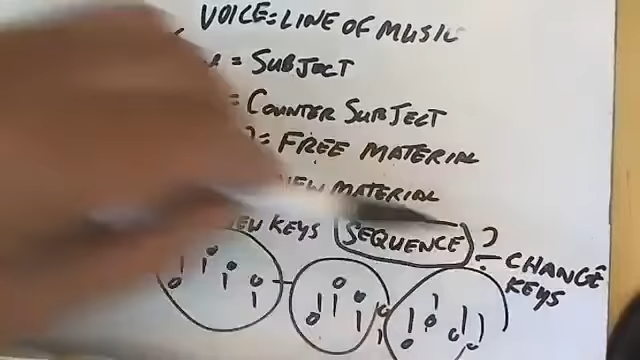 VOICE = LINE OF MUSIC
= SUBJECT
= COUNTER SUBJECT
= FREE MATERIAL
NEW MATERIAL
KEYS SEQUENCE ? CHANGE
KEYS